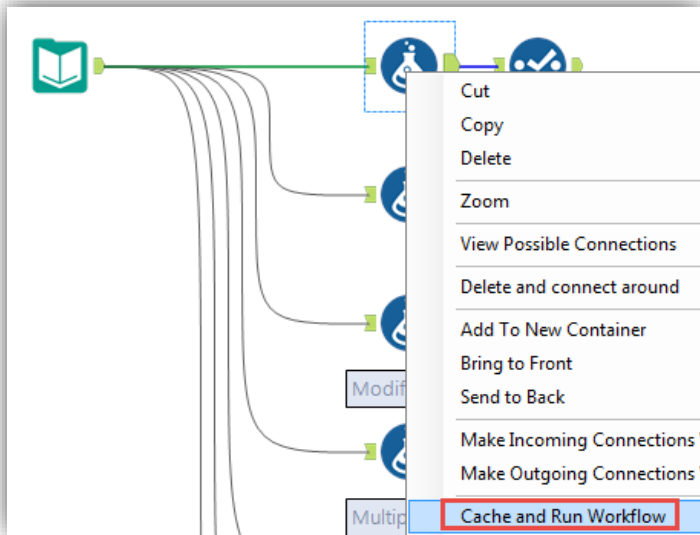 Cut
Copy
Delete
Zoom
View Possible Connections
Delete and connect around
Add To New Container
Bring to Front
Send to Back
Modif
Make Incoming Connections
Make Outgoing Connections
Multip
Cache and Run Workflow